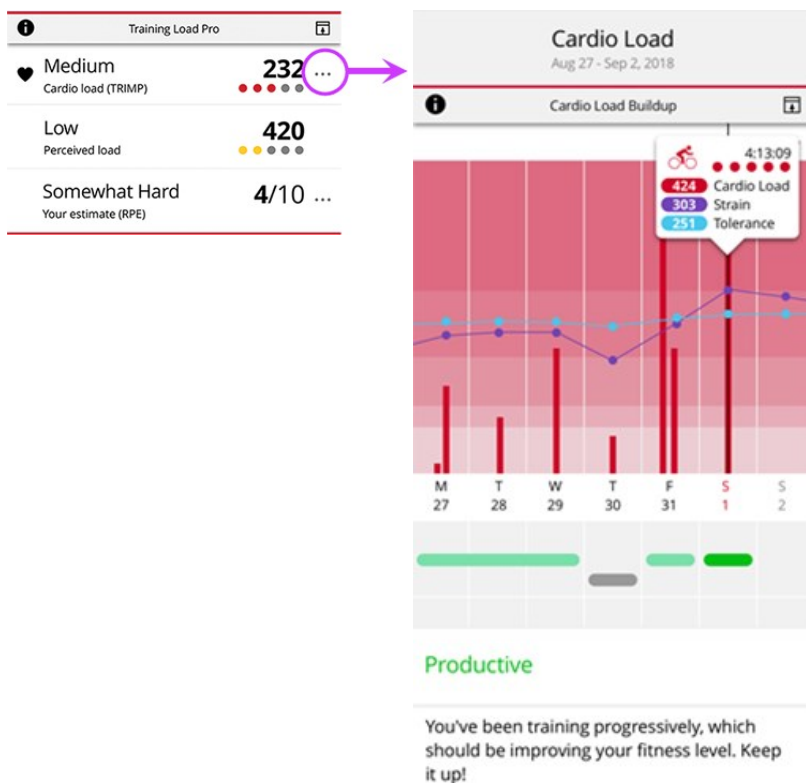 Training Load Pro
Medium
232 ...
Cardio load (TRIMP)
Low
420
Perceived load
Somewhat Hard
4/10 ...
Your estimate (RPE)
Cardio Load
Aug 27 - Sep 2, 2018
Cardio Load Buildup
4:13:09
424 Cardio Load
303 Strain
251 Tolerance
M T W T F S S
27 28 29 30 31 1 2
Productive
You've been training progressively, which
should be improving your fitness level. Keep
it up!